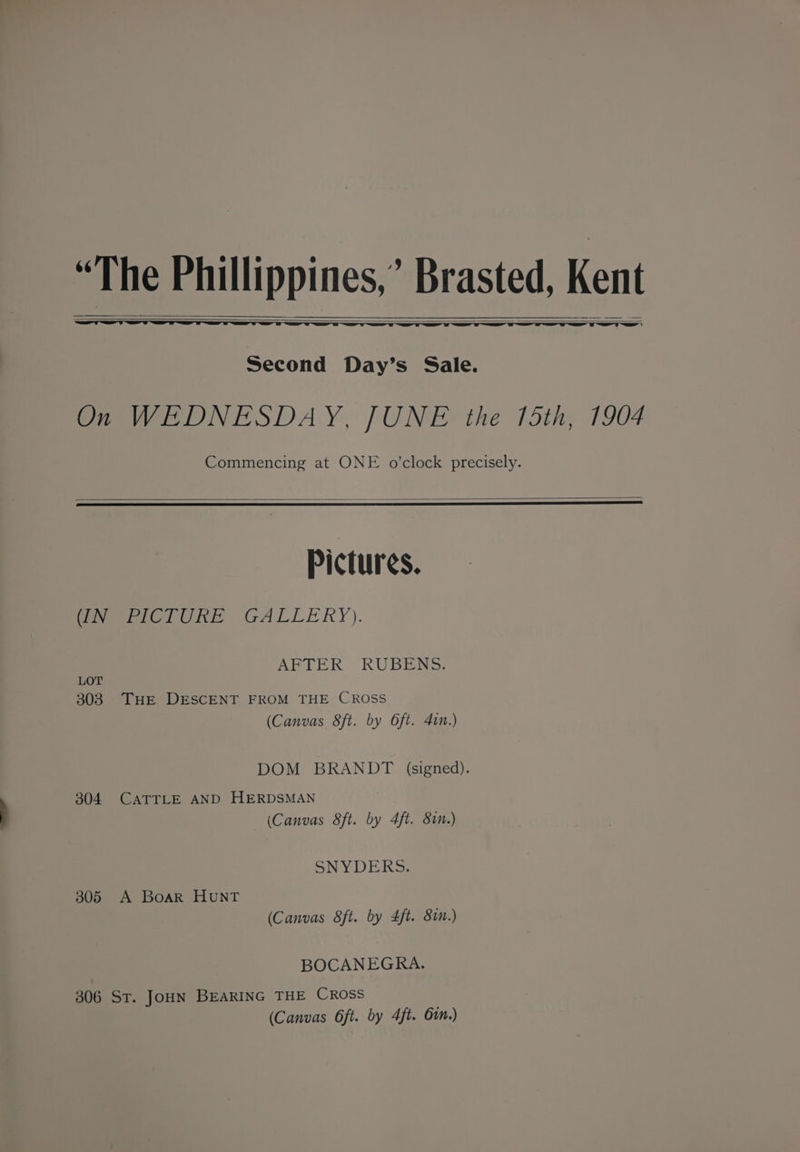 “The Phillippines,” Brasted, Kent
Second Day’s Sale.
On WEDNESDAY, JUNE the 15th, 1904
Commencing at ONE o’clock precisely.
Pictures.
(IN PICTURE GALLERY).
AFTER RUBENS.
LOT
303 THE DESCENT FROM THE CROSS
(Canvas 8ft. by 6ft. 4in.)
DOM BRANDT (signed).
304 CATTLE AND HERDSMAN
(Canvas 8ft. by 4ft. 8in.)
SNYDERS.
305 A BOAR HUNT
(Canvas 8ft. by 4ft. 8in.)
BOCANEGRA.
306 ST. JOHN BEARING THE CROSS
(Canvas 6ft. by 4ft. 6in.)